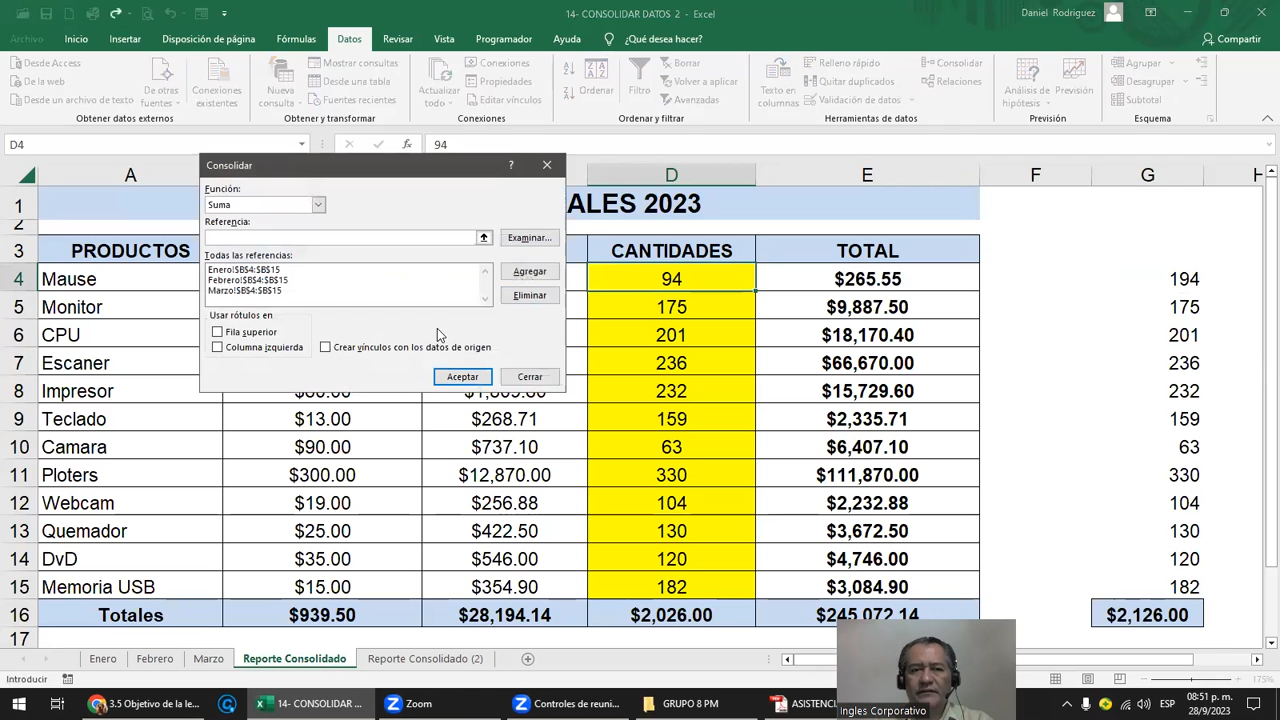 14- CONSOLIDAR DATOS 2 - Excel
Daniel Rodriguez
Archivo Inicio Insertar Disposición de página Fórmulas Datos Revisar Vista Programador Ayuda ¿Qué desea hacer? Compartir
Desde Access
De la web
Desde un archivo de texto
De otras fuentes
Conexiones existentes
Obtener datos externos
Nueva consulta
Mostrar consultas
Desde una tabla
Fuentes recientes
Obtener y transformar
Actualizar todo
Conexiones
Propiedades
Editar vínculos
Conexiones
Ordenar
Filtro
Borrar
Volver a aplicar
Avanzadas
Ordenar y filtrar
Texto en columnas
Relleno rápido
Quitar duplicados
Validación de datos
Consolidar
Relaciones
Herramientas de datos
Análisis de hipótesis
Previsión
Previsión
Agrupar
Desagrupar
Subtotal
Esquema
D4 fx 94
Consolidar ?
Función:
Suma
Referencia:
Examinar...
Todas las referencias:
Enero!$B$4:$B$15
Febrero!$B$4:$B$15
Marzo!$B$4:$B$15
Agregar
Eliminar
Usar rótulos en
Fila superior
Columna izquierda
Crear vínculos con los datos de origen
Aceptar Cerrar
A D E F G H
1 ALES 2023
2
3 PRODUCTOS CANTIDADES TOTAL
4 Mause 94 $265.55 194
5 Monitor 175 $9,887.50 175
6 CPU 201 $18,170.40 201
7 Escaner 236 $66,670.00 236
8 Impresor 232 $15,729.60 232
9 Teclado $13.00 $268.71 159 $2,335.71 159
10 Camara $90.00 $737.10 63 $6,407.10 63
11 Ploters $300.00 $12,870.00 330 $111,870.00 330
12 Webcam $19.00 $256.88 104 $2,232.88 104
13 Quemador $25.00 $422.50 130 $3,672.50 130
14 DvD $35.00 $546.00 120 $4,746.00 120
15 Memoria USB $15.00 $354.90 182 $3,084.90 182
16 Totales $939.50 $28,194.14 $2,026.00 $245,072.14 $2,126.00
17
Enero Febrero Marzo Reporte Consolidado Reporte Consolidado (2)
Introducir
175%
3.5 Objetivo de la le...
14- CONSOLIDAR ...
Zoom
Controles de reuni...
GRUPO 8 PM
ASISTENCI
Ingles Corporativo
ESP
08:51 p. m.
28/9/2023